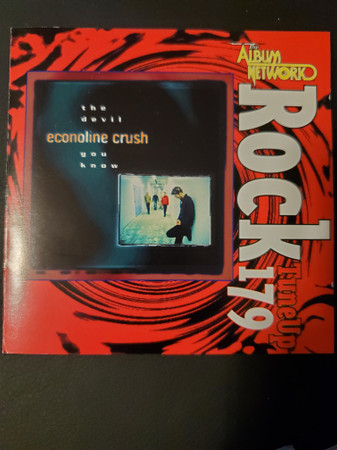 the
ALBUM
NETWORK
the
devil
econoline crush
you
know
Rock
TuneUp
179